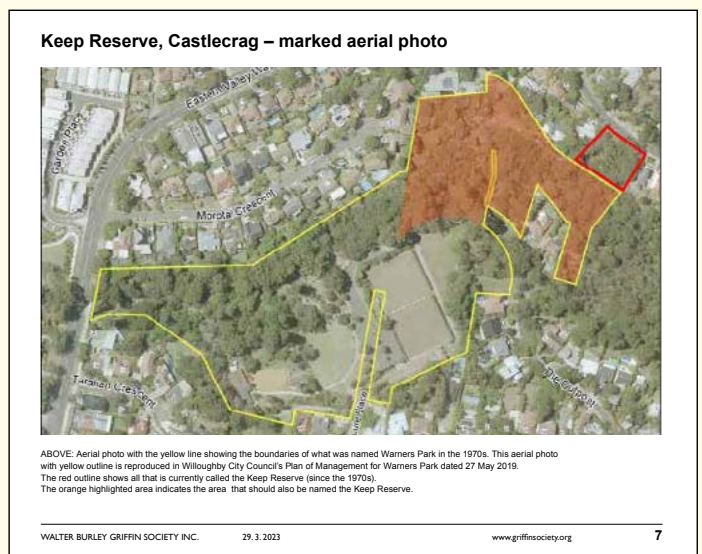 Keep Reserve, Castlecrag – marked aerial photo
Eastern Valley Wa
Garden Place
Morotai Crescent
Tarakan Crescent
The Outpost
Place
ABOVE: Aerial photo with the yellow line showing the boundaries of what was named Warners Park in the 1970s. This aerial photo
with yellow outline is reproduced in Willoughby City Council's Plan of Management for Warners Park dated 27 May 2019.
The red outline shows all that is currently called the Keep Reserve (since the 1970s).
The orange highlighted area indicates the area that should also be named the Keep Reserve.
WALTER BURLEY GRIFFIN SOCIETY INC. 29. 3. 2023 www.griffinsociety.org 7